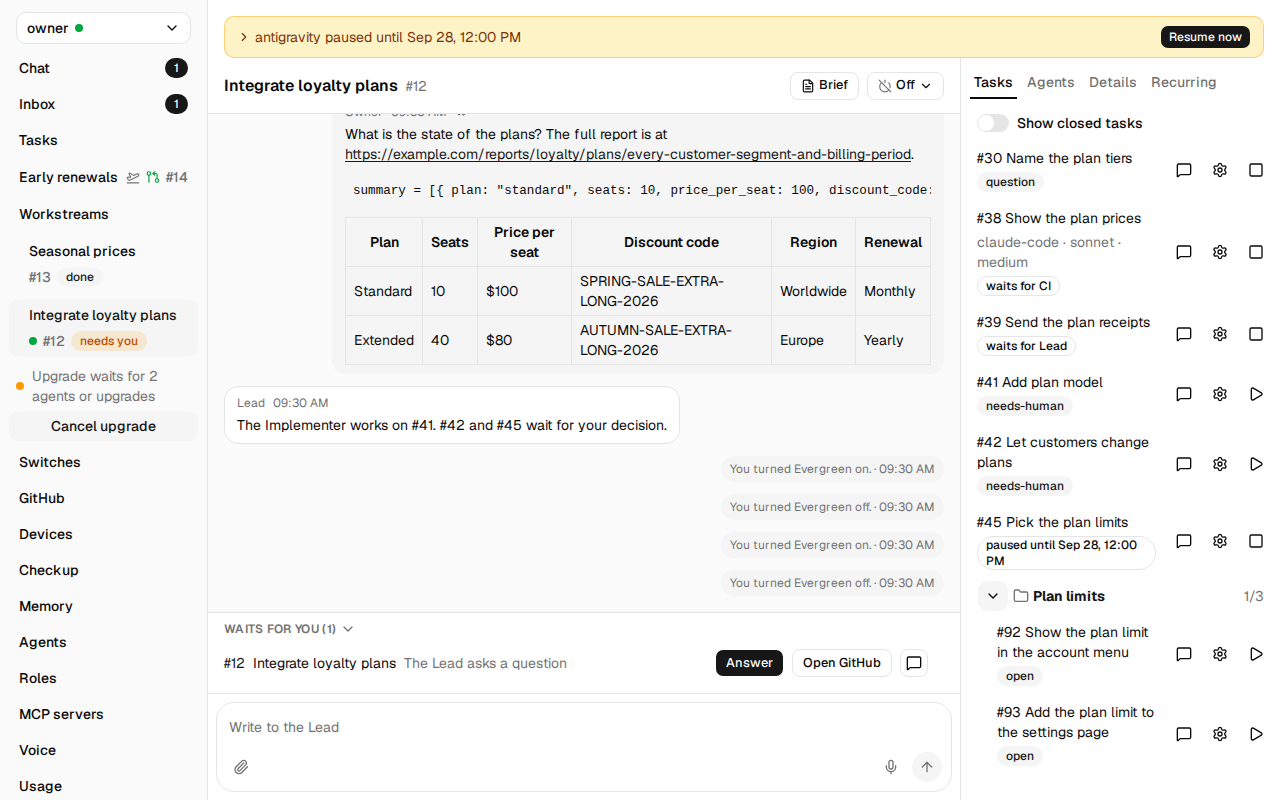 owner
Chat 1
Inbox 1
Tasks
Early renewals #14
Workstreams
Seasonal prices
#13 done
Integrate loyalty plans
#12 needs you
Upgrade waits for 2
agents or upgrades
Cancel upgrade
Switches
GitHub
Devices
Checkup
Memory
Agents
Roles
MCP servers
Voice
Usage
antigravity paused until Sep 28, 12:00 PM
Resume now
Integrate loyalty plans #12
Brief
Off
What is the state of the plans? The full report is at
https://example.com/reports/loyalty/plans/every-customer-segment-and-billing-period.
summary = [{ plan: "standard", seats: 10, price_per_seat: 100, discount_code:
Plan Seats Price per seat Discount code Region Renewal
Standard 10 $100 SPRING-SALE-EXTRA-LONG-2026 Worldwide Monthly
Extended 40 $80 AUTUMN-SALE-EXTRA-LONG-2026 Europe Yearly
Lead 09:30 AM
The Implementer works on #41. #42 and #45 wait for your decision.
You turned Evergreen on. · 09:30 AM
You turned Evergreen off. · 09:30 AM
You turned Evergreen on. · 09:30 AM
You turned Evergreen off. · 09:30 AM
WAITS FOR YOU (1)
#12 Integrate loyalty plans The Lead asks a question
Answer
Open GitHub
Write to the Lead
Tasks Agents Details Recurring
Show closed tasks
#30 Name the plan tiers
question
#38 Show the plan prices
claude-code · sonnet ·
medium
waits for CI
#39 Send the plan receipts
waits for Lead
#41 Add plan model
needs-human
#42 Let customers change
plans
needs-human
#45 Pick the plan limits
paused until Sep 28, 12:00
PM
Plan limits 1/3
#92 Show the plan limit
in the account menu
open
#93 Add the plan limit to
the settings page
open